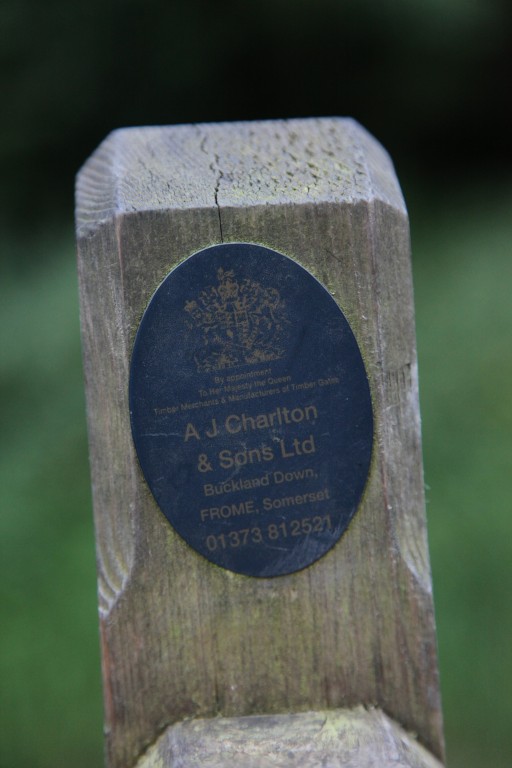 By appointment
To Her Majesty the Queen
Timber Merchants & Manufacturers of Timber Gates
A J Charlton
& Sons Ltd
Buckland Down,
FROME, Somerset
01373 812521